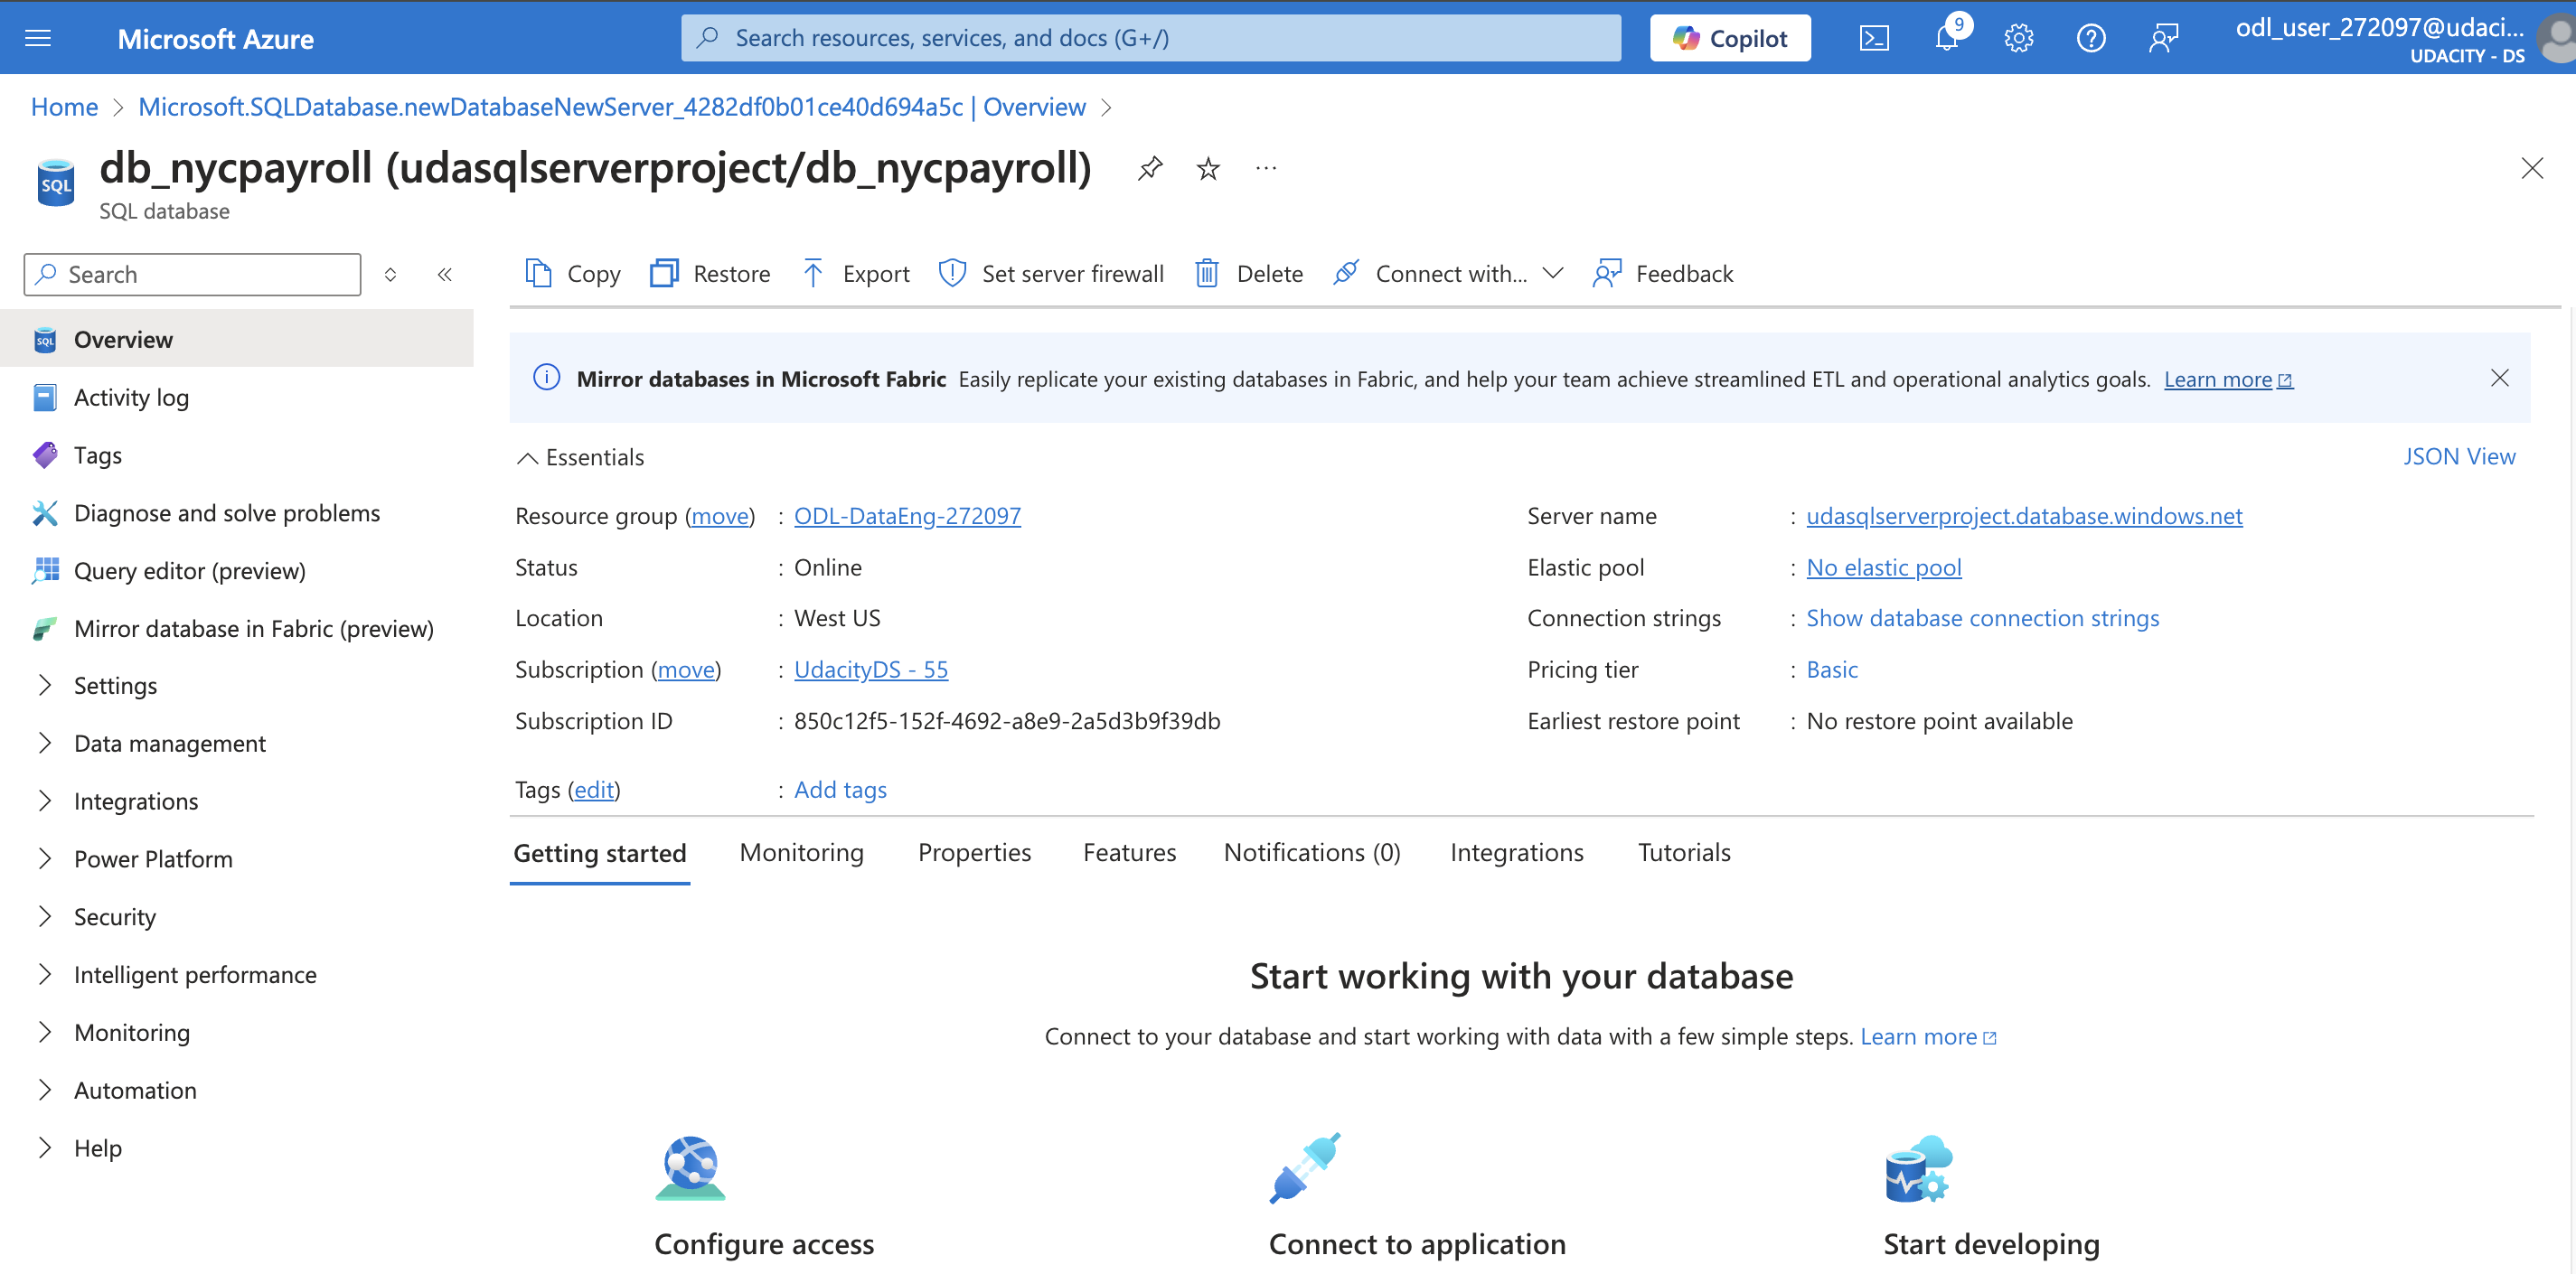 Microsoft Azure
Search resources, services, and docs (G+/)
Copilot
9
odl_user_272097@udaci...
UDACITY - DS
Home > Microsoft.SQLDatabase.newDatabaseNewServer_4282df0b01ce40d694a5c | Overview >
SQL
db_nycpayroll (udasqlserverproject/db_nycpayroll)
SQL database
Search
Copy
Restore
Export
Set server firewall
Delete
Connect with...
Feedback
SQL
Overview
Activity log
Tags
Diagnose and solve problems
Query editor (preview)
Mirror database in Fabric (preview)
Settings
Data management
Integrations
Power Platform
Security
Intelligent performance
Monitoring
Automation
Help
Mirror databases in Microsoft Fabric Easily replicate your existing databases in Fabric, and help your team achieve streamlined ETL and operational analytics goals. Learn more
Essentials
JSON View
Resource group (move) : ODL-DataEng-272097
Status : Online
Location : West US
Subscription (move) : UdacityDS - 55
Subscription ID : 850c12f5-152f-4692-a8e9-2a5d3b9f39db
Tags (edit) : Add tags
Server name : udasqlserverproject.database.windows.net
Elastic pool : No elastic pool
Connection strings : Show database connection strings
Pricing tier : Basic
Earliest restore point : No restore point available
Getting started
Monitoring
Properties
Features
Notifications (0)
Integrations
Tutorials
Start working with your database
Connect to your database and start working with data with a few simple steps. Learn more
Configure access
Connect to application
Start developing